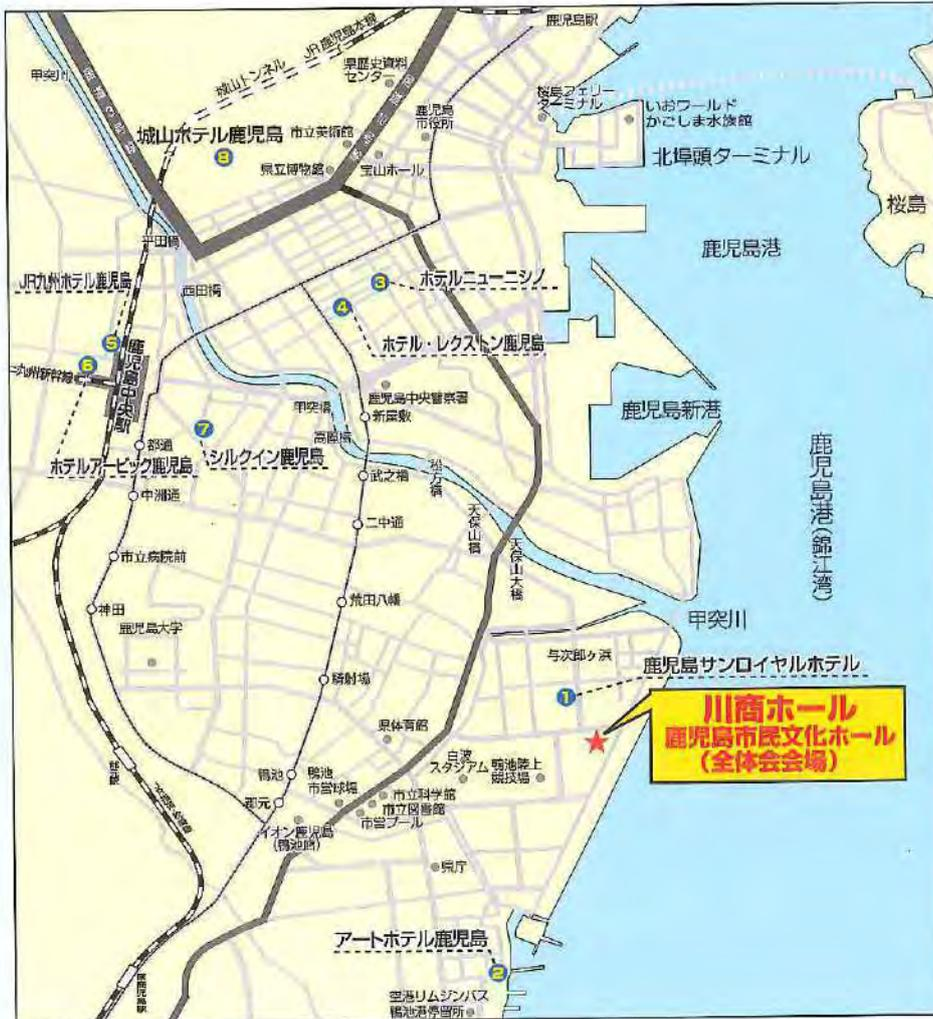 鹿児島駅
JR鹿児島本線
城山トンネル
甲突川
県歴史資料
センター
桜島フェリー
ターミナル
いおワールド
かごしま水族館
鹿児島
市役所
城山ホテル鹿児島
8
市立美術館
北埠頭ターミナル
県立博物館
宝山ホール
桜島
平田橋
鹿児島港
JR九州ホテル鹿児島
西田橋
3
ホテルニューニシノ
4
ホテル・レクストン鹿児島
5
6
九州新幹線
鹿児島中央駅
鹿児島中央警察署
新屋敷
甲突橋
高麗橋
鹿児島新港
7
シルクイン鹿児島
都通
ホテルアービック鹿児島
武之橋
松方橋
鹿児島港(錦江湾)
中洲通
二中通
天保山橋
天保山大橋
市立病院前
荒田八幡
神田
鹿児島大学
甲突川
与次郎ヶ浜
鹿児島サンロイヤルホテル
1
騎射場
川商ホール
鹿児島市民文化ホール
(全体会会場)
県体育館
白波
スタジアム
鴨池陸上
競技場
鴨池
鴨池
市営球場
郡元
市立科学館
市立図書館
市営プール
イオン鹿児島
(鴨池店)
県庁
アートホテル鹿児島
2
空港リムジンバス
鴨池港停留所
南鹿児島駅